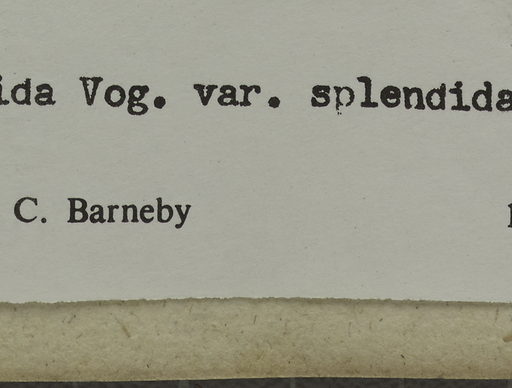 ida Vog. var. splendida
C. Barneby